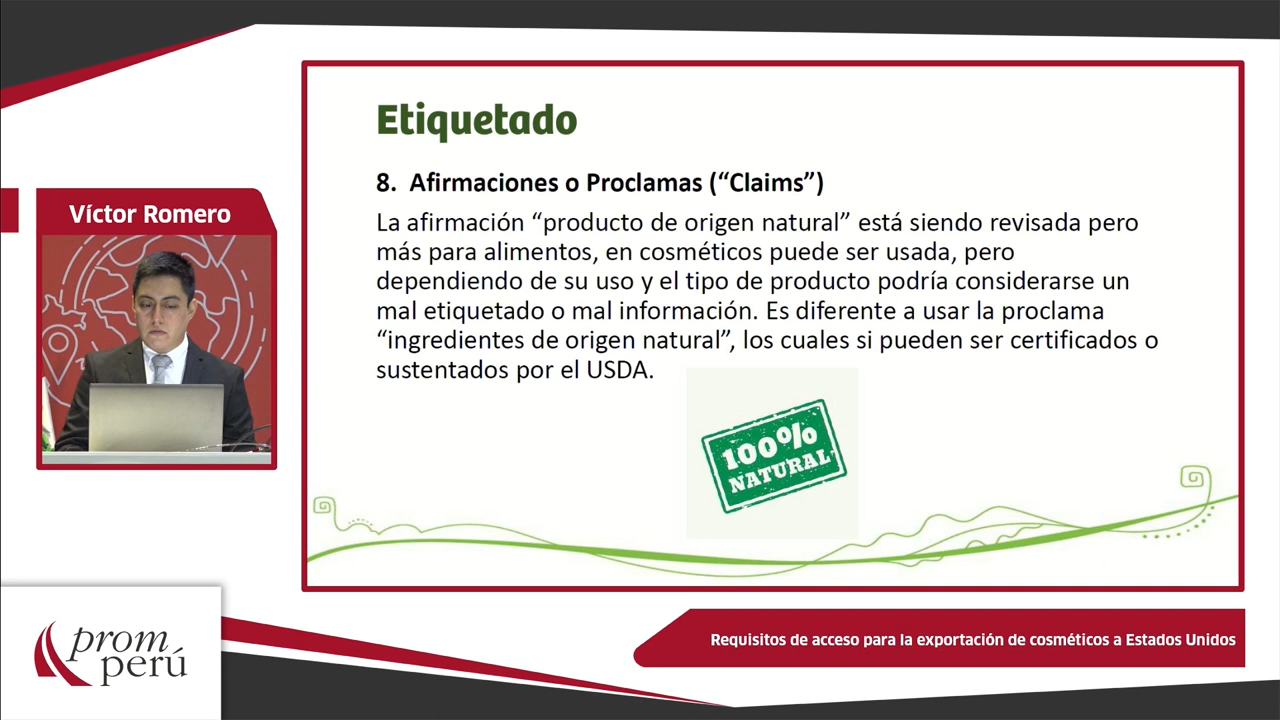 Etiquetado
8. Afirmaciones o Proclamas (“Claims”)
La afirmación “producto de origen natural” está siendo revisada pero
más para alimentos, en cosméticos puede ser usada, pero
dependiendo de su uso y el tipo de producto podría considerarse un
mal etiquetado o mal información. Es diferente a usar la proclama
“ingredientes de origen natural”, los cuales si pueden ser certificados o
sustentados por el USDA.
100%
NATURAL
Víctor Romero
prom
perú
Requisitos de acceso para la exportación de cosméticos a Estados Unidos